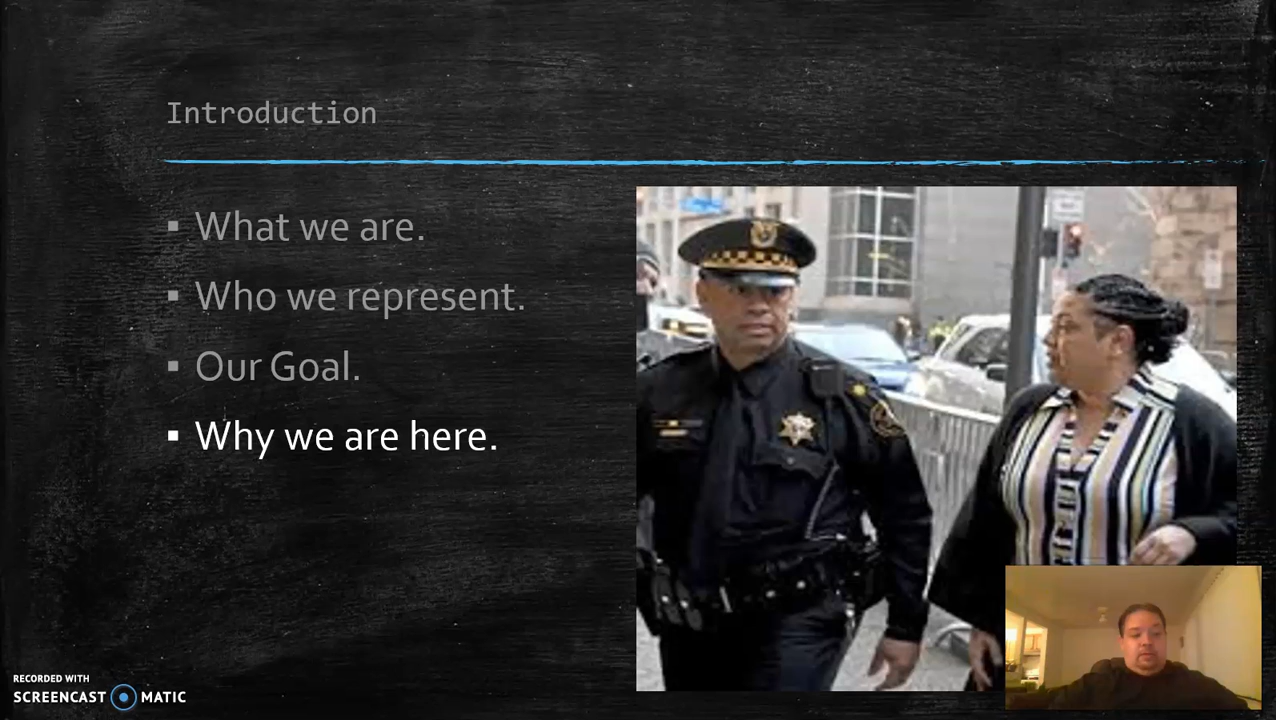 Introduction
▪ What we are.
▪ Who we represent.
▪ Our Goal.
▪ Why we are here.
RECORDED WITH
SCREENCAST MATIC